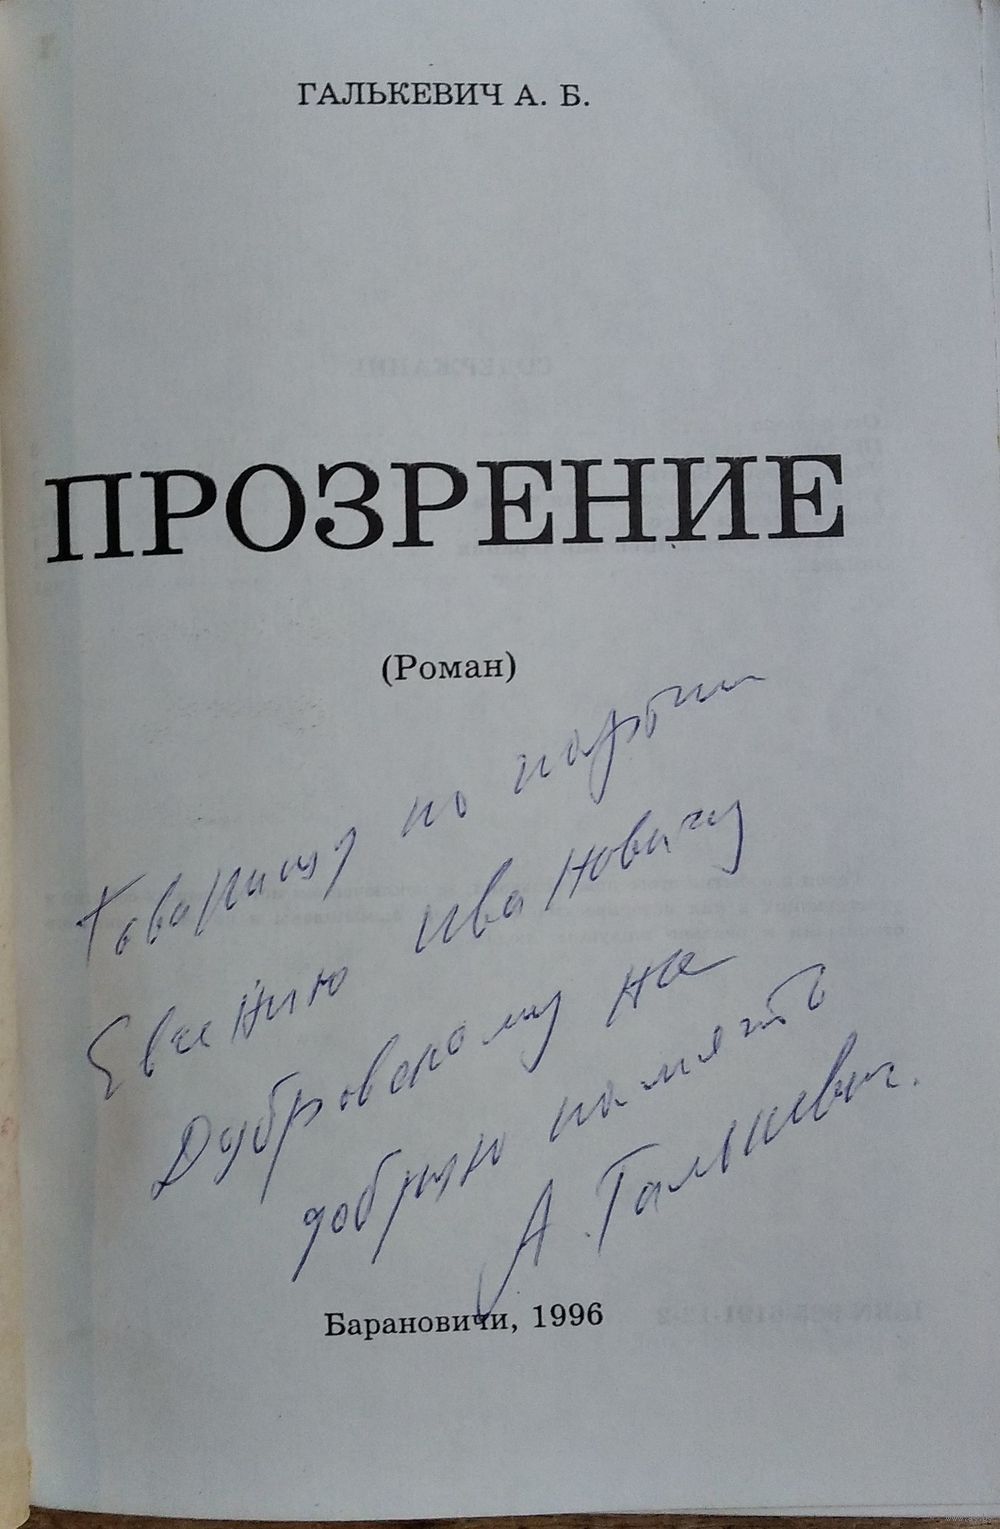 ГАЛЬКЕВИЧ А. Б.
ПРОЗРЕНИЕ
(Роман)
Товарищу по партии
Евгению Ивановичу
Дубровскому на
добрую память
А. Галькевич.
Барановичи, 1996